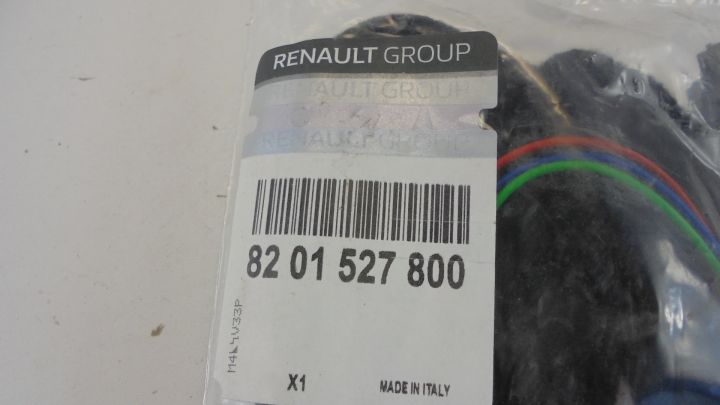 RENAULT GROUP
RENAULT GROUP
RENAULT GROUP
82 01 527 800
X1
MADE IN ITALY